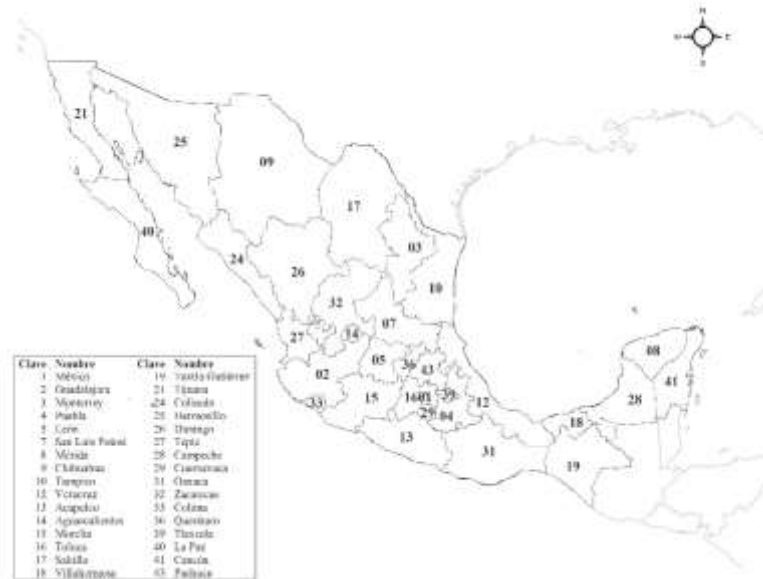 N
E
S
21
25
09
17
40
24
26
03
10
32
27
14
07
02
05
36
43
33
15
16
01
39
29
04
12
13
31
18
19
28
08
41
Clave Nombre Clave Nombre
1 México 19 Tuxtla Gutiérrez
2 Guadalajara 21 Tijuana
3 Monterrey 24 Culiacán
4 Puebla 25 Hermosillo
5 León 26 Durango
7 San Luis Potosí 27 Tepic
8 Mérida 28 Campeche
9 Chihuahua 29 Cuernavaca
10 Tampico 31 Oaxaca
12 Veracruz 32 Zacatecas
13 Acapulco 33 Colima
14 Aguascalientes 36 Querétaro
15 Morelia 39 Tlaxcala
16 Toluca 40 La Paz
17 Saltillo 41 Cancún
18 Villahermosa 43 Pachuca